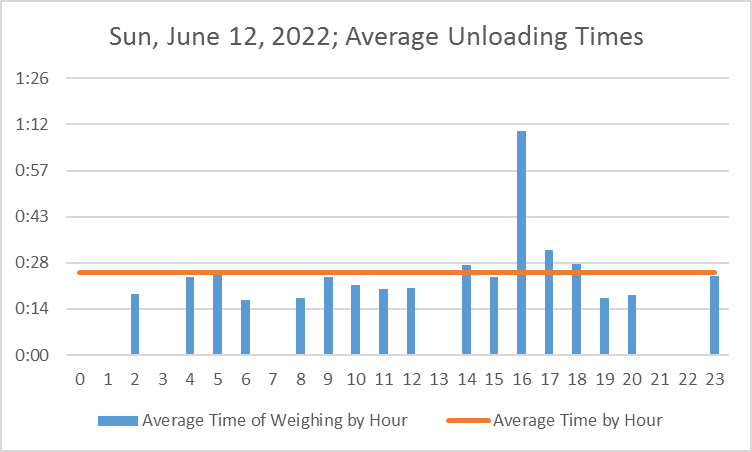 Sun, June 12, 2022; Average Unloading Times
1:26
1:12
0:57
0:43
0:28
0:14
0:00
0 1 2 3 4 5 6 7 8 9 10 11 12 13 14 15 16 17 18 19 20 21 22 23
Average Time of Weighing by Hour Average Time by Hour